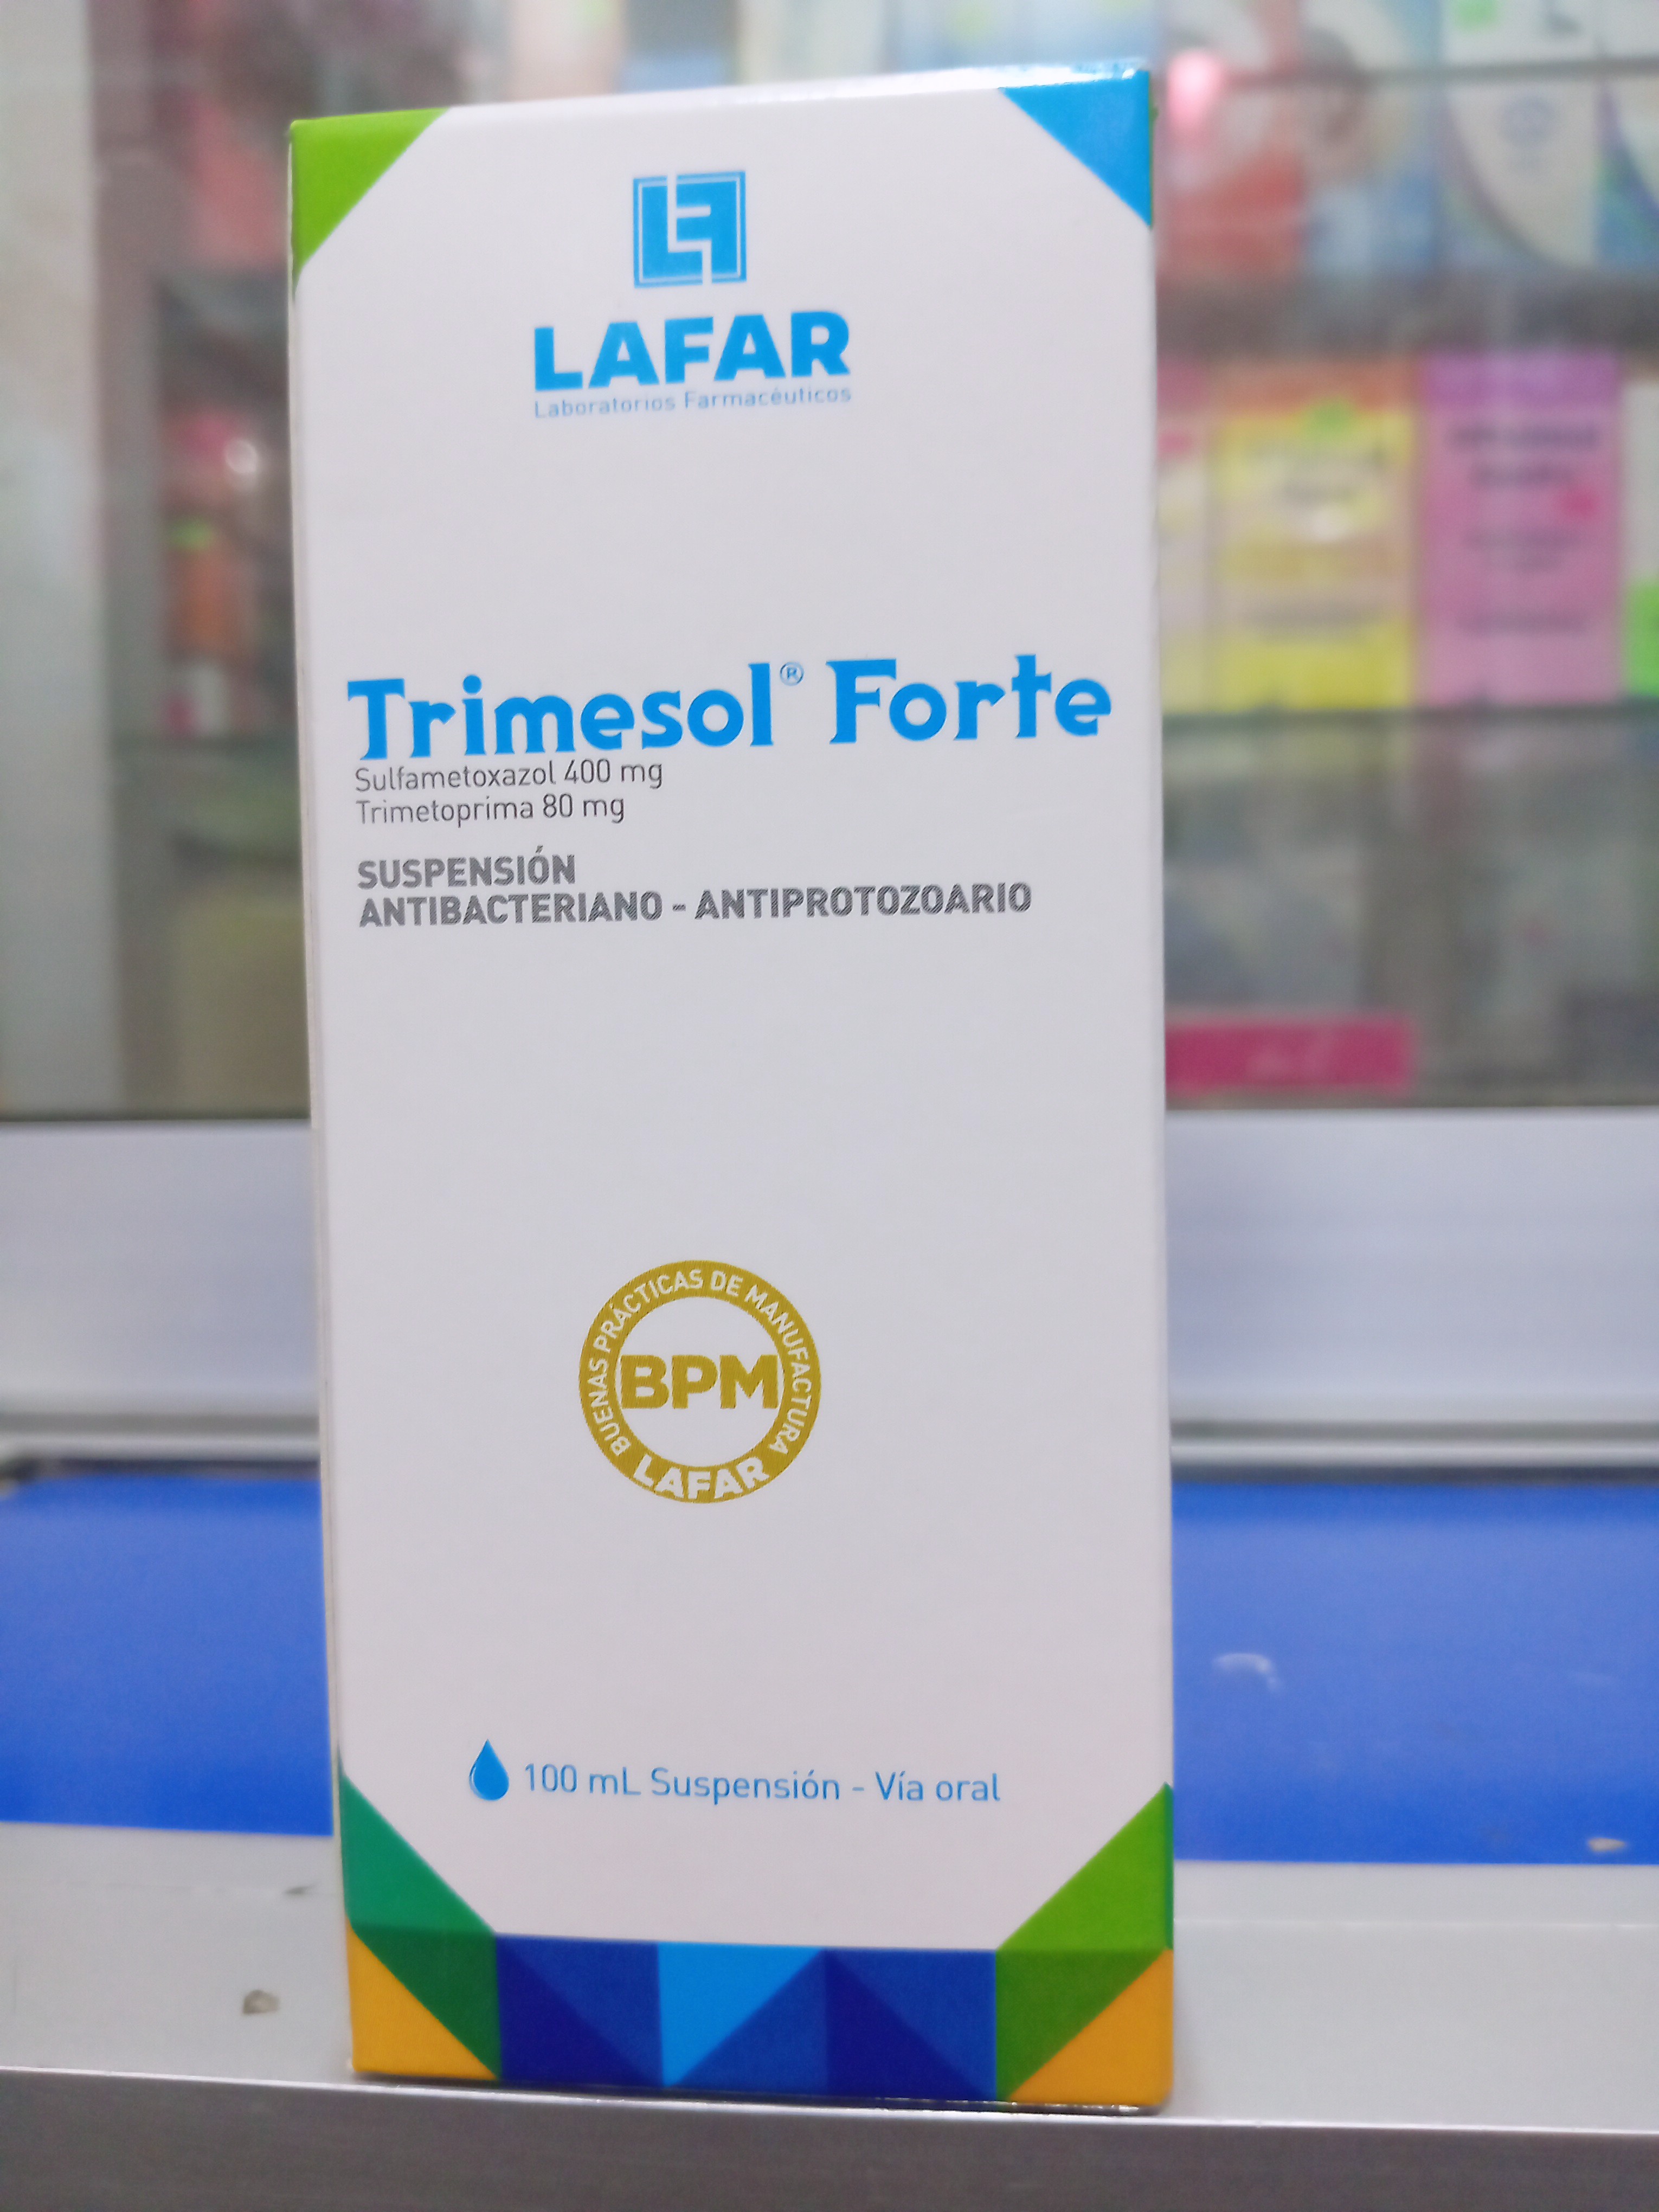 LF
LAFAR
Laboratorios Farmacéuticos
Trimesol® Forte
Sulfametoxazol 400 mg
Trimetoprima 80 mg
SUSPENSIÓN
ANTIBACTERIANO - ANTIPROTOZOARIO
BUENAS PRÁCTICAS DE MANUFACTURA
BPM
LAFAR
100 mL Suspensión - Vía oral